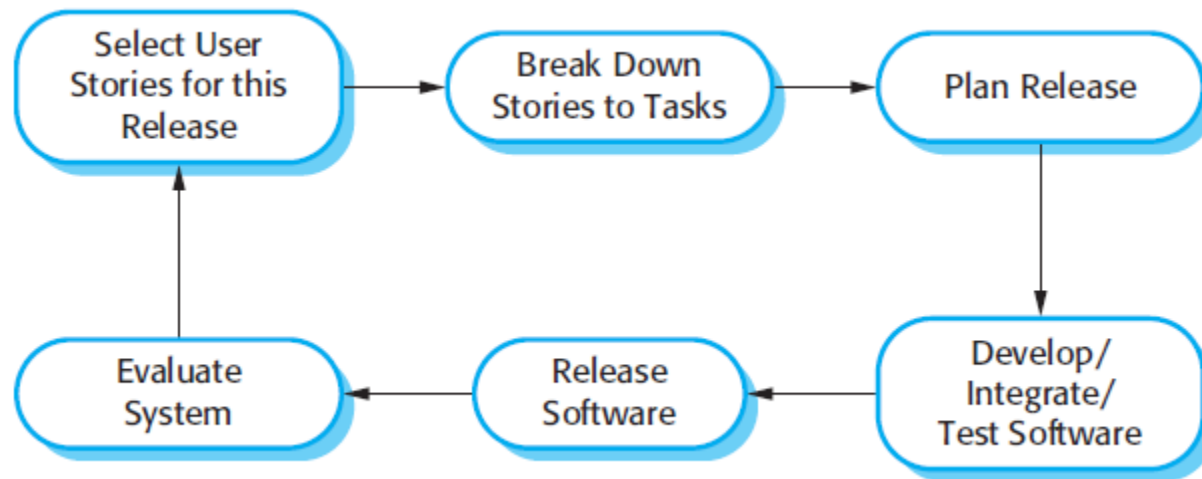 Select User
Stories for this
Release
Break Down
Stories to Tasks
Plan Release
Evaluate
System
Release
Software
Develop/
Integrate/
Test Software